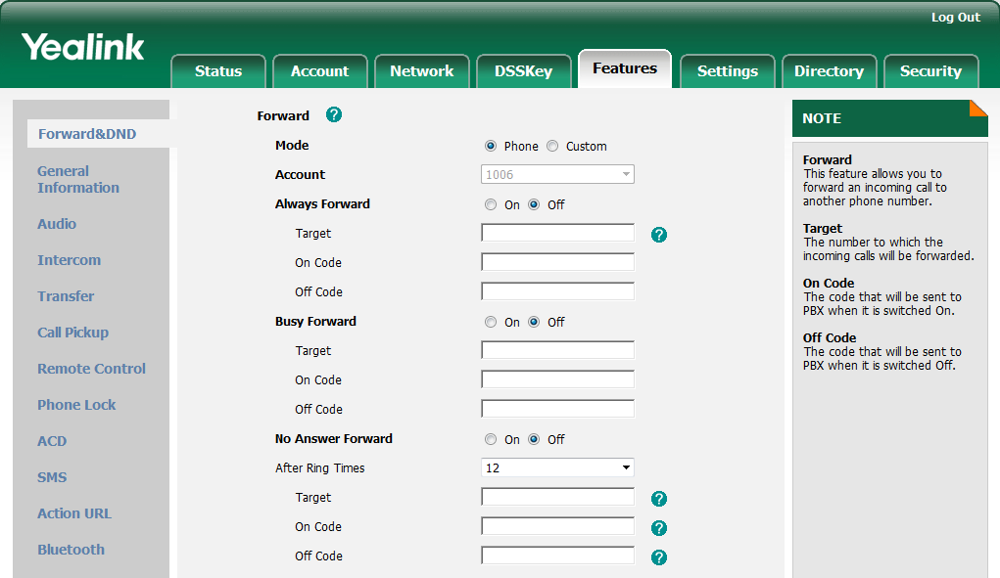 Log Out
Yealink
Status Account Network DSSKey Features Settings Directory Security
Forward&DND
General
Information
Audio
Intercom
Transfer
Call Pickup
Remote Control
Phone Lock
ACD
SMS
Action URL
Bluetooth
Forward ?
Mode Phone Custom
Account 1006
Always Forward On Off
Target ?
On Code
Off Code
Busy Forward On Off
Target
On Code
Off Code
No Answer Forward On Off
After Ring Times 12
Target ?
On Code ?
Off Code ?
NOTE
Forward
This feature allows you to
forward an incoming call to
another phone number.
Target
The number to which the
incoming calls will be forwarded.
On Code
The code that will be sent to
PBX when it is switched On.
Off Code
The code that will be sent to
PBX when it is switched Off.